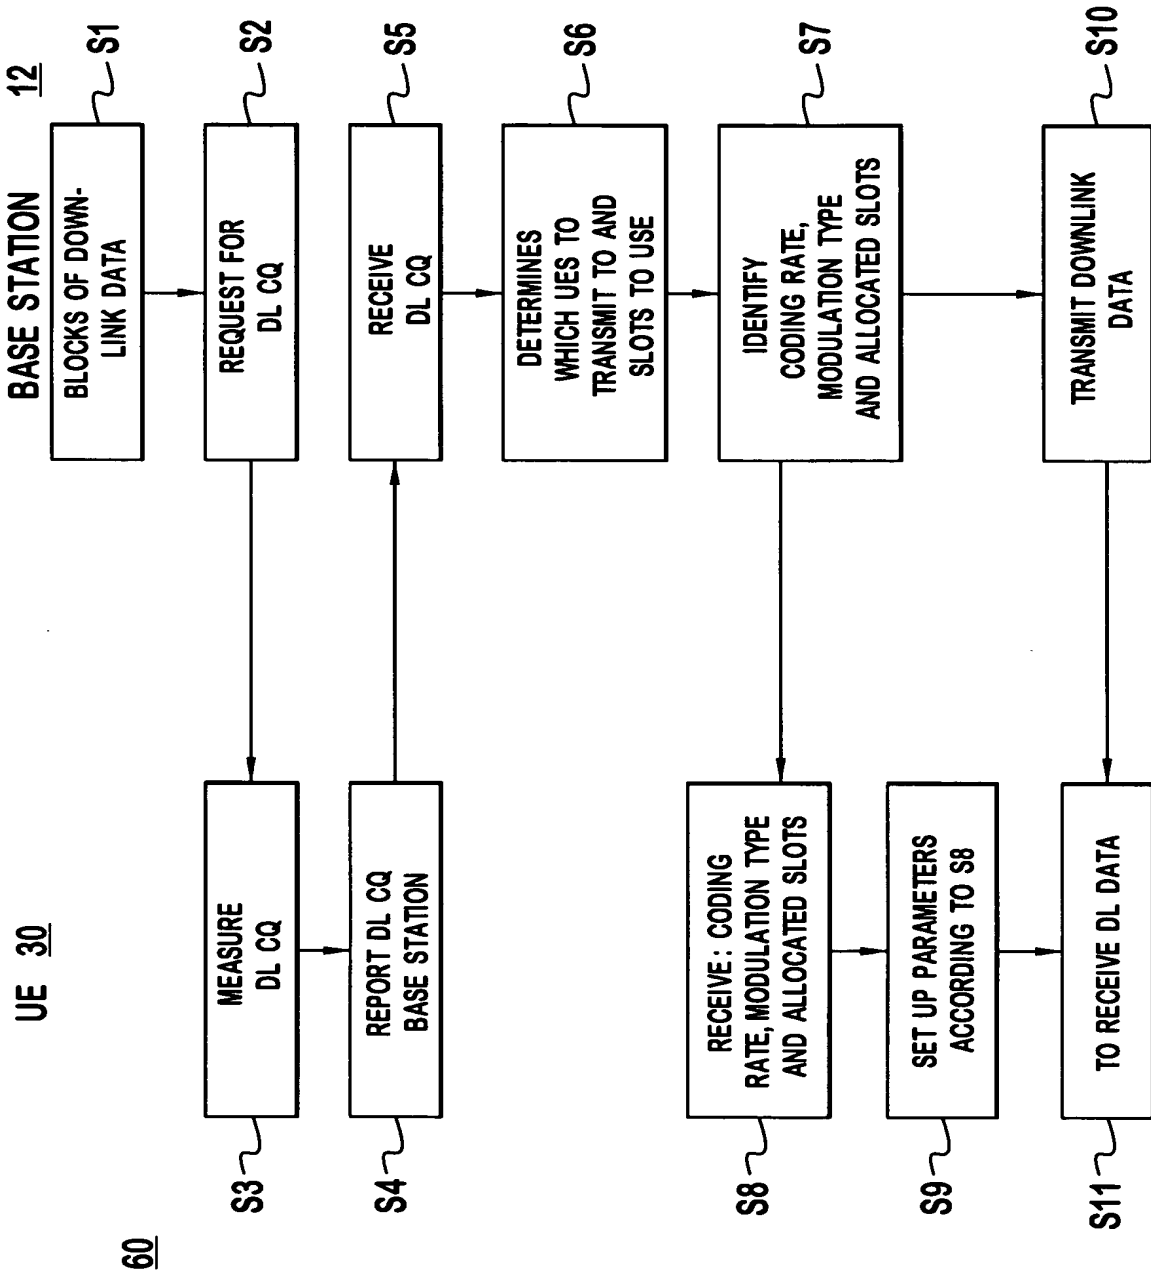 60
UE 30
BASE STATION 12
BLOCKS OF DOWN-
LINK DATA
S1
REQUEST FOR
DL CQ
S2
S3
MEASURE
DL CQ
S4
REPORT DL CQ
BASE STATION
RECEIVE
DL CQ
S5
DETERMINES
WHICH UES TO
TRANSMIT TO AND
SLOTS TO USE
S6
IDENTIFY
CODING RATE,
MODULATION TYPE
AND ALLOCATED SLOTS
S7
S8
RECEIVE: CODING
RATE, MODULATION TYPE
AND ALLOCATED SLOTS
S9
SET UP PARAMETERS
ACCORDING TO S8
TRANSMIT DOWNLINK
DATA
S10
S11
TO RECEIVE DL DATA